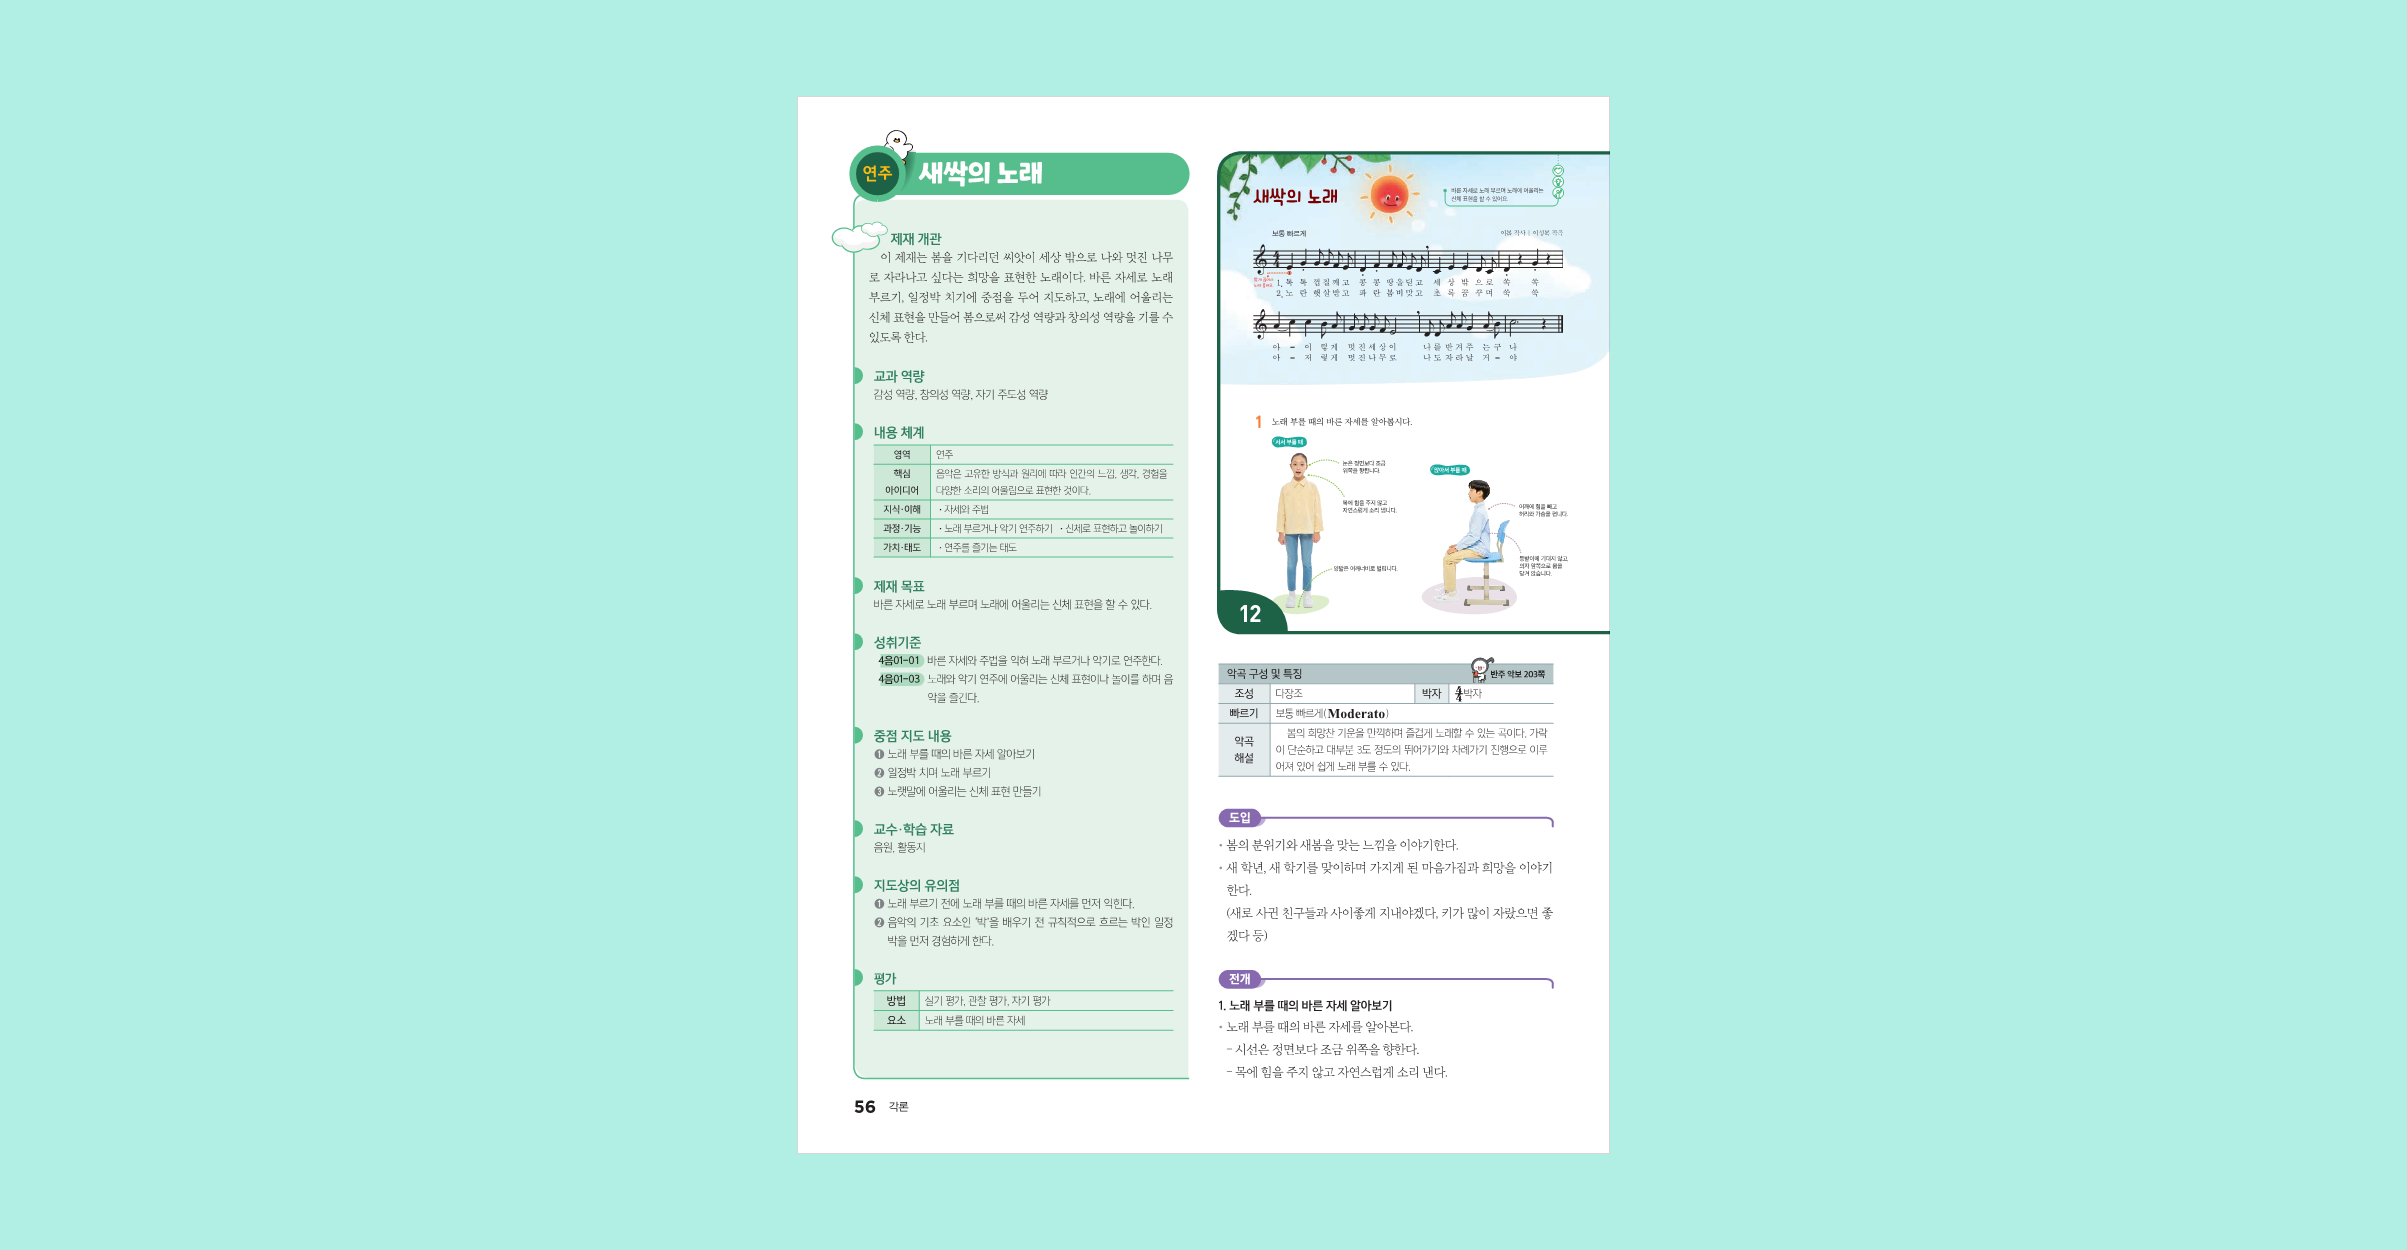 연주
새싹의 노래
제재 개관
이 제재는 봄을 기다리던 씨앗이 세상 밖으로 나와 멋진 나무
로 자라나고 싶다는 희망을 표현한 노래이다. 바른 자세로 노래
부르기, 일정박 치기에 중점을 두어 지도하고, 노래에 어울리는
신체 표현을 만들어 봄으로써 감성 역량과 창의성 역량을 기를 수
있도록 한다.
교과 역량
감성 역량, 창의성 역량, 자기 주도성 역량
내용 체계
영역 연주
핵심 아이디어 음악은 고유한 방식과 원리에 따라 인간의 느낌, 생각, 경험을
다양한 소리의 어울림으로 표현한 것이다.
지식·이해 · 자세와 주법
과정·기능 · 노래 부르거나 악기 연주하기 · 신체로 표현하고 놀이하기
가치·태도 · 연주를 즐기는 태도
제재 목표
바른 자세로 노래 부르며 노래에 어울리는 신체 표현을 할 수 있다.
성취기준
4음01-01 바른 자세와 주법을 익혀 노래 부르거나 악기로 연주한다.
4음01-03 노래와 악기 연주에 어울리는 신체 표현이나 놀이를 하며 음
악을 즐긴다.
중점 지도 내용
❶ 노래 부를 때의 바른 자세 알아보기
❷ 일정박 치며 노래 부르기
❸ 노랫말에 어울리는 신체 표현 만들기
교수·학습 자료
음원, 활동지
지도상의 유의점
❶ 노래 부르기 전에 노래 부를 때의 바른 자세를 먼저 익힌다.
❷ 음악의 기초 요소인 '박'을 배우기 전 규칙적으로 흐르는 박인 일정
박을 먼저 경험하게 한다.
평가
방법 실기 평가, 관찰 평가, 자기 평가
요소 노래 부를 때의 바른 자세
56 각론
새싹의 노래
바른 자세로 노래 부르며 노래에 어울리는
신체 표현을 할 수 있어요.
보통 빠르게
이성복 작곡
1. 톡 톡 껍질깨고 콩 콩 땅을딛고 세 상 밖 으로 쏙 쏙
2. 노 란 햇살받고 파 란 봄비맞고 초 록 꿈 꾸며 쑥 쑥
아 - 이 렇게 멋진세상이 나를반겨주 는구 나
아 - 저 렇게 멋진나무로 나도자라날 거 - 야
1 노래 부를 때의 바른 자세를 알아봅시다.
서서 부를 때
눈은 정면보다 조금
위쪽을 향합니다.
목에 힘을 주지 않고
자연스럽게 소리 냅니다.
양발은 어깨너비로 벌립니다.
앉아서 부를 때
어깨에 힘을 빼고
허리와 가슴을 폅니다.
등받이에 기대지 않고
의자 앞쪽으로 몸을
당겨 앉습니다.
12
악곡 구성 및 특징 반주 악보 203쪽
조성 다장조 박자 4/4박자
빠르기 보통 빠르게(Moderato)
악곡 해설 봄의 희망찬 기운을 만끽하며 즐겁게 노래할 수 있는 곡이다. 가락
이 단순하고 대부분 3도 정도의 뛰어가기와 차례가기 진행으로 이루
어져 있어 쉽게 노래 부를 수 있다.
도입
• 봄의 분위기와 새봄을 맞는 느낌을 이야기한다.
• 새 학년, 새 학기를 맞이하며 가지게 된 마음가짐과 희망을 이야기
한다.
(새로 사귄 친구들과 사이좋게 지내야겠다, 키가 많이 자랐으면 좋
겠다 등)
전개
1. 노래 부를 때의 바른 자세 알아보기
• 노래 부를 때의 바른 자세를 알아본다.
– 시선은 정면보다 조금 위쪽을 향한다.
– 목에 힘을 주지 않고 자연스럽게 소리 낸다.